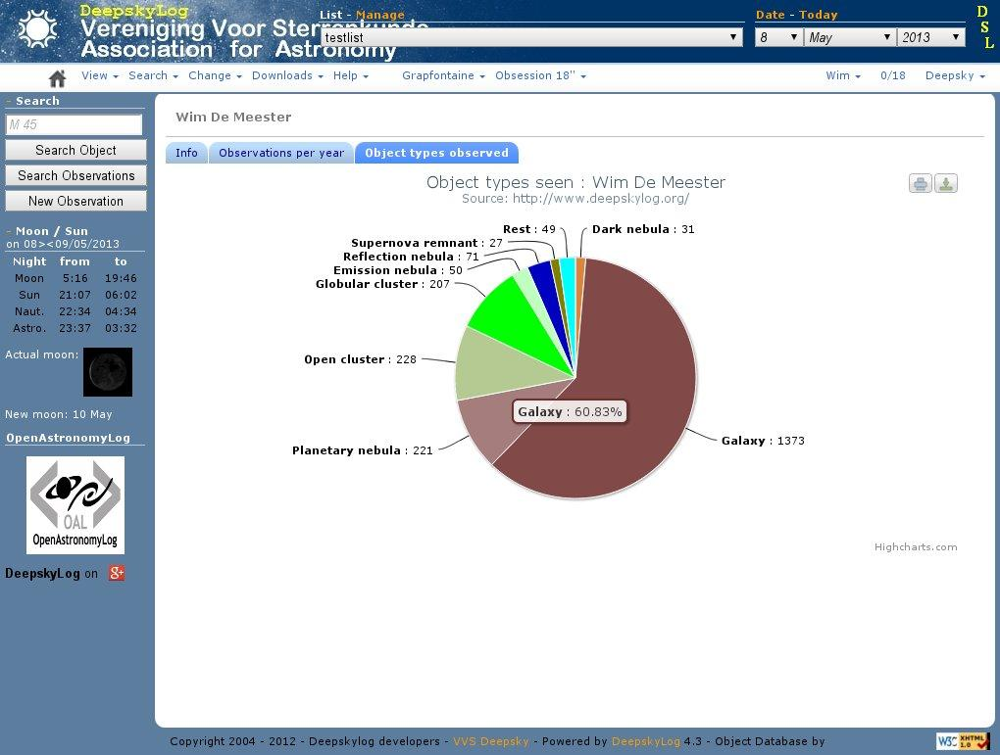 DeepskyLog
Vereniging Voor Sterrenkunde
Association for Astronomy
List - Manage
testlist
Date - Today
8 May 2013
D
S
L
View Search Change Downloads Help Grapfontaine Obsession 18" Wim 0/18 Deepsky
- Search
M 45
Search Object
Search Observations
New Observation
- Moon / Sun
on 08><09/05/2013
Night from to
Moon 5:16 19:46
Sun 21:07 06:02
Naut. 22:34 04:34
Astro. 23:37 03:32
Actual moon:
New moon: 10 May
OpenAstronomyLog
OAL
OpenAstronomyLog
DeepskyLog on g+
Wim De Meester
Info Observations per year Object types observed
Object types seen : Wim De Meester
Source: http://www.deepskylog.org/
Rest : 49
Dark nebula : 31
Supernova remnant : 27
Reflection nebula : 71
Emission nebula : 50
Globular cluster : 207
Open cluster : 228
Galaxy : 60.83%
Galaxy : 1373
Planetary nebula : 221
Highcharts.com
Copyright 2004 - 2012 - Deepskylog developers - VVS Deepsky - Powered by DeepskyLog 4.3 - Object Database by
W3C XHTML 1.0